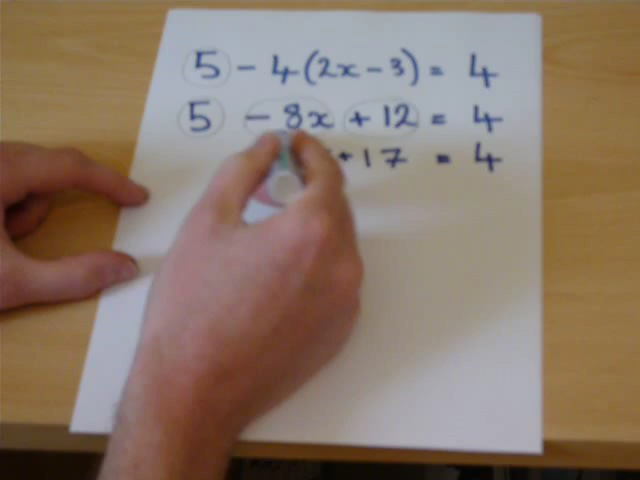 5 - 4(2x - 3) = 4
5 - 8x + 12 = 4
+ 17 = 4